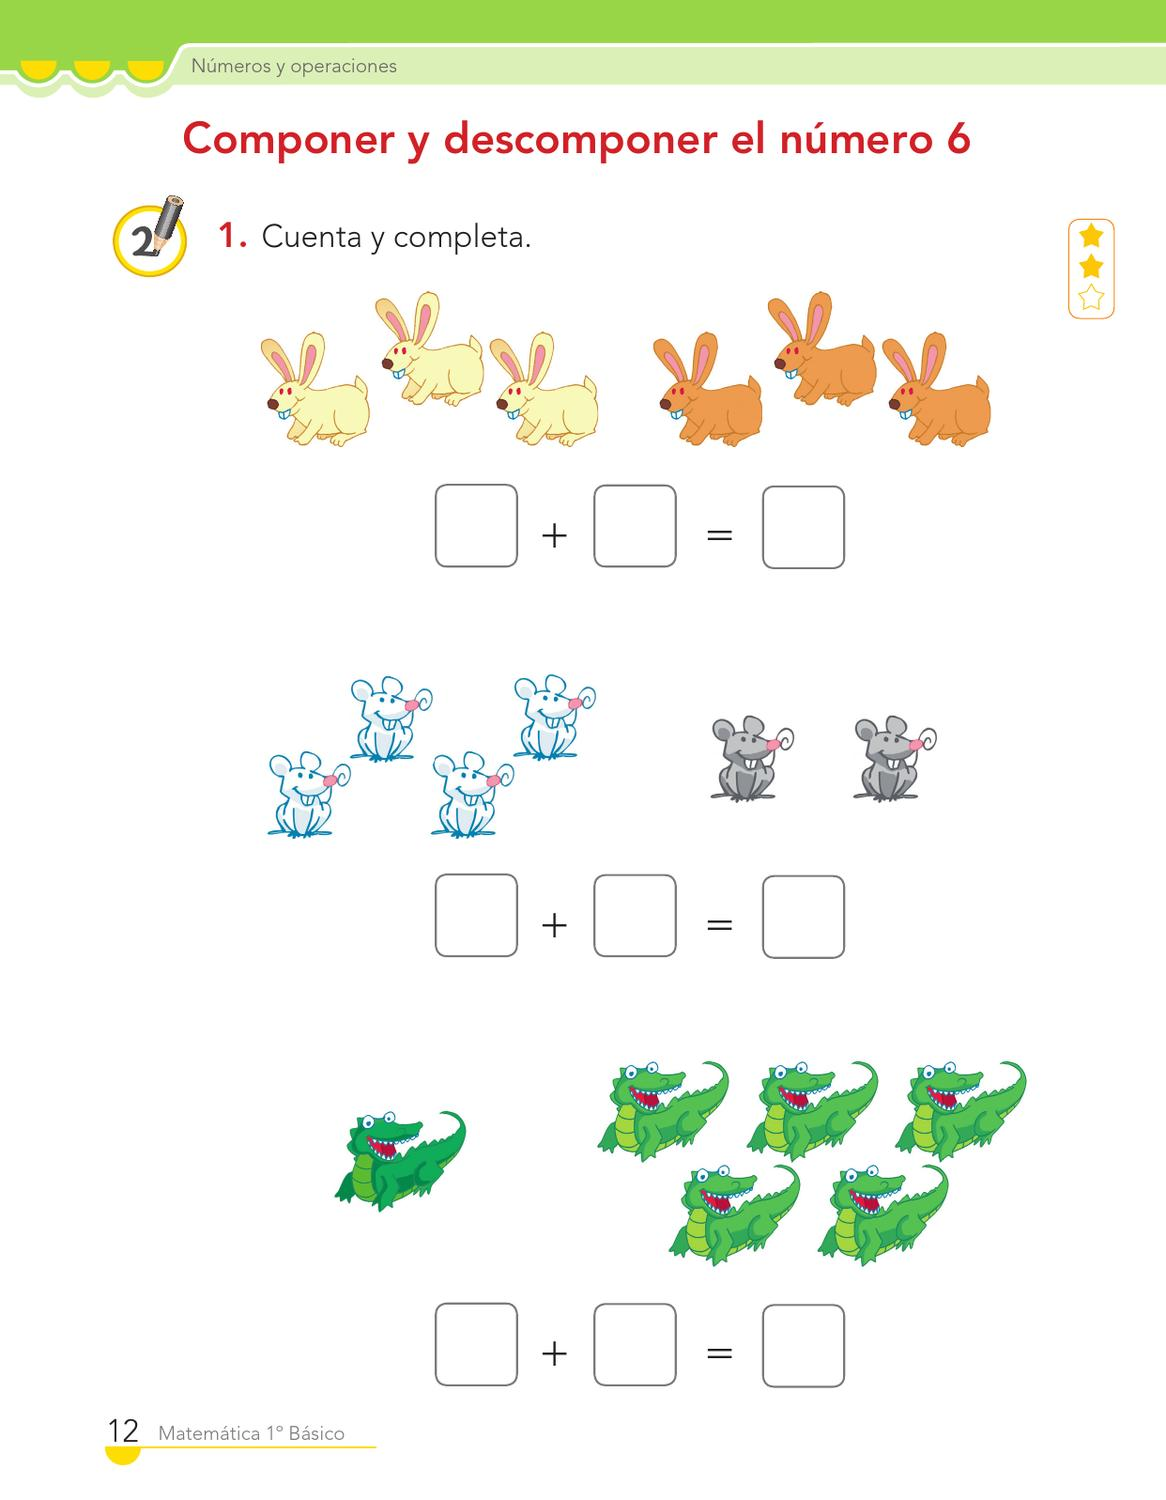 Números y operaciones
Componer y descomponer el número 6
2
1. Cuenta y completa.
+ =
+ =
+ =
12 Matemática 1º Básico